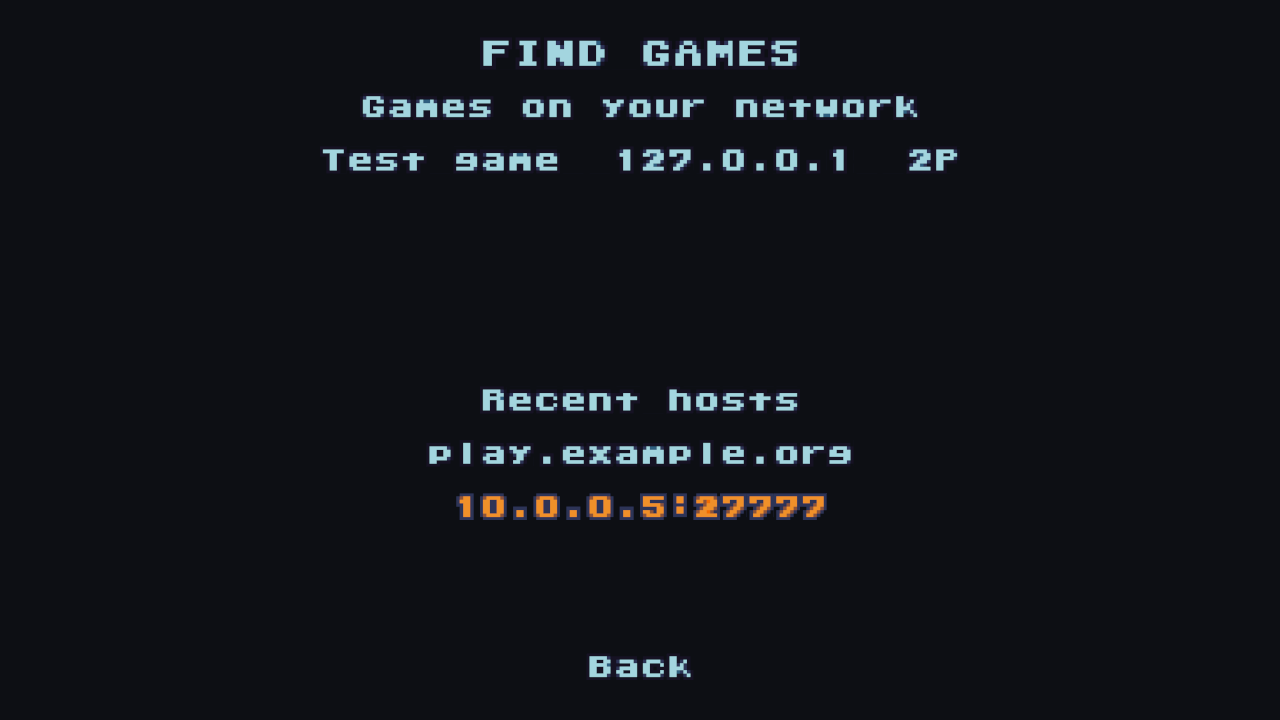 FIND GAMES
Games on your network
Test game 127.0.0.1 2P
Recent hosts
play.example.org
10.0.0.5:27777
Back